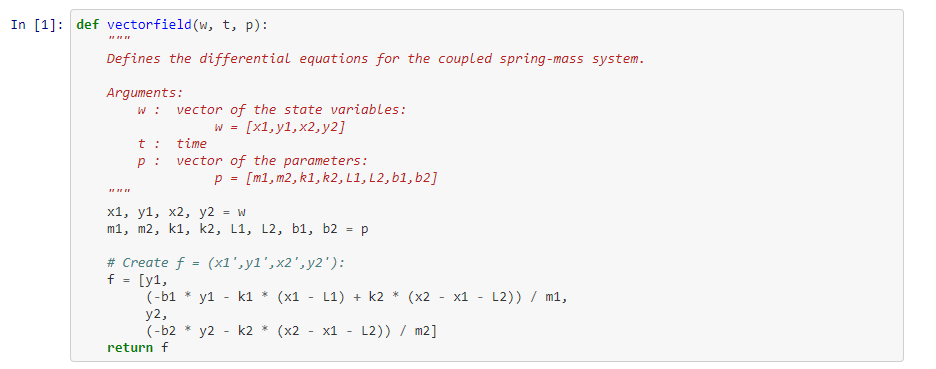 In [1]: def vectorfield(w, t, p):
    """
    Defines the differential equations for the coupled spring-mass system.

    Arguments:
        w :  vector of the state variables:
                  w = [x1,y1,x2,y2]
        t :  time
        p :  vector of the parameters:
                  p = [m1,m2,k1,k2,L1,L2,b1,b2]
    """
    x1, y1, x2, y2 = w
    m1, m2, k1, k2, L1, L2, b1, b2 = p

    # Create f = (x1',y1',x2',y2'):
    f = [y1,
         (-b1 * y1 - k1 * (x1 - L1) + k2 * (x2 - x1 - L2)) / m1,
         y2,
         (-b2 * y2 - k2 * (x2 - x1 - L2)) / m2]
    return f